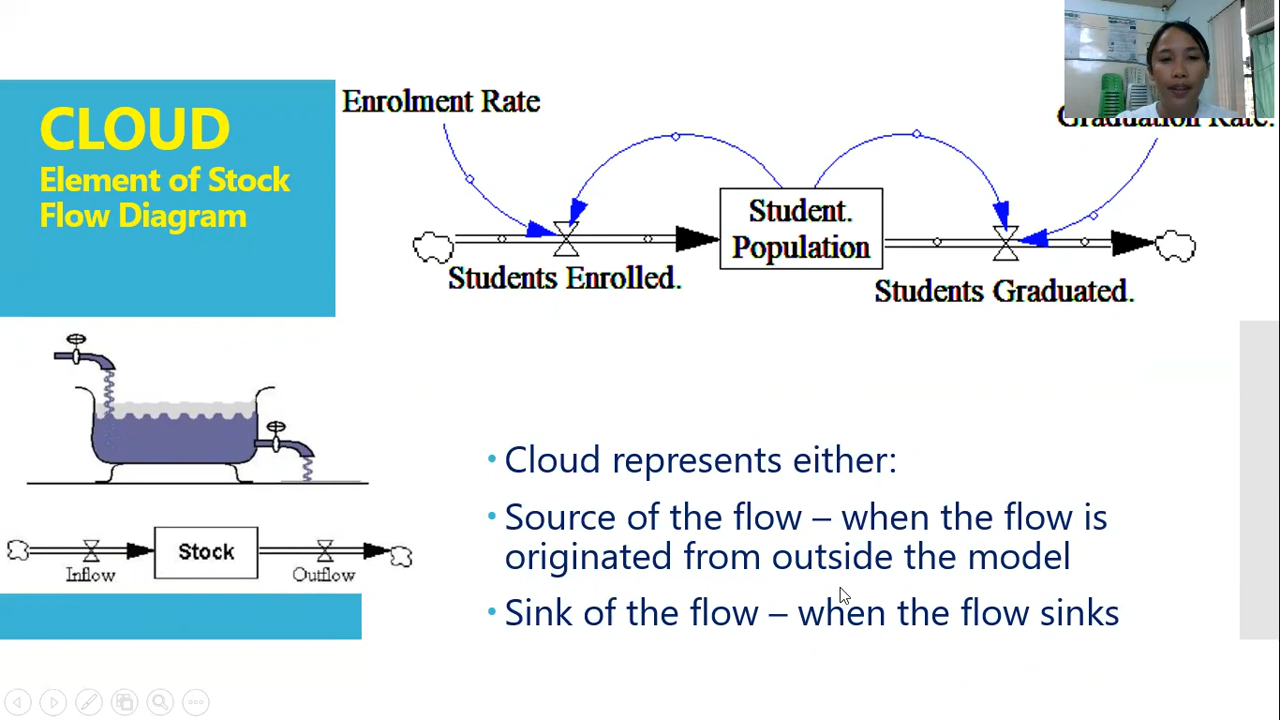 CLOUD
Element of Stock
Flow Diagram
Enrolment Rate
Graduation Rate.
Student.
Population
Students Enrolled.
Students Graduated.
Stock
Inflow
Outflow
• Cloud represents either:
• Source of the flow – when the flow is
originated from outside the model
• Sink of the flow – when the flow sinks